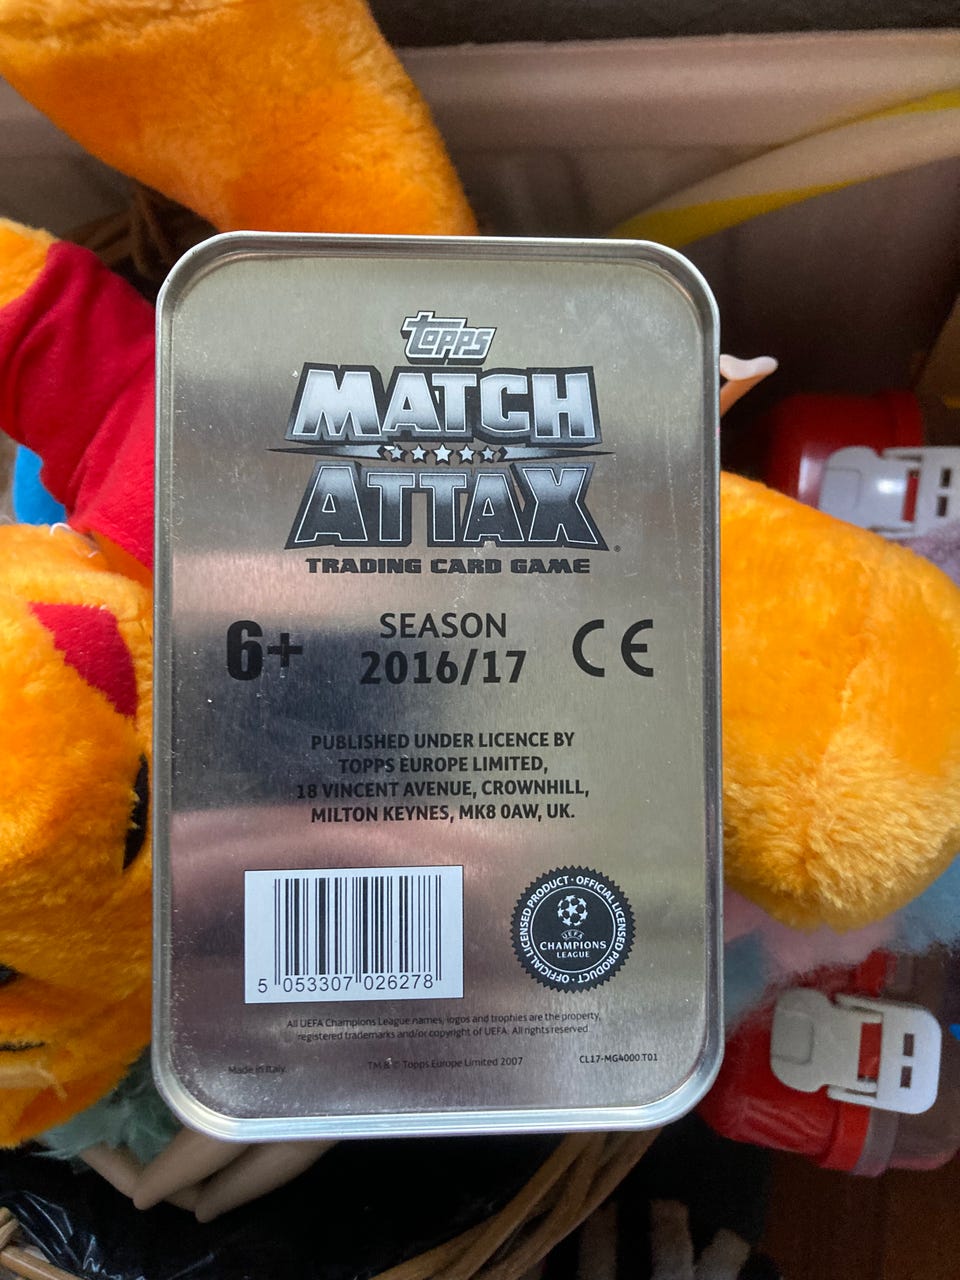 topps
MATCH
ATTAX
TRADING CARD GAME
6+
SEASON
2016/17
CE
PUBLISHED UNDER LICENCE BY
TOPPS EUROPE LIMITED,
18 VINCENT AVENUE, CROWNHILL,
MILTON KEYNES, MK8 0AW, UK.
5 053307 026278
OFFICIAL LICENSED PRODUCT · OFFICIAL LICENSED PRODUCT ·
UEFA
CHAMPIONS
LEAGUE
All UEFA Champions League names, logos and trophies are the property,
registered trademarks and/or copyright of UEFA. All rights reserved.
Made in Italy.
TM & © Topps Europe Limited 2007
CL17-MG4000.T01